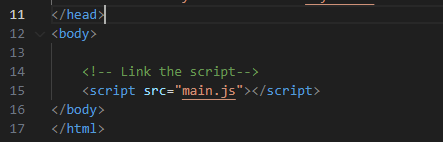 11 </head>
12 <body>
13
14 <!-- Link the script-->
15 <script src="main.js"></script>
16 </body>
17 </html>